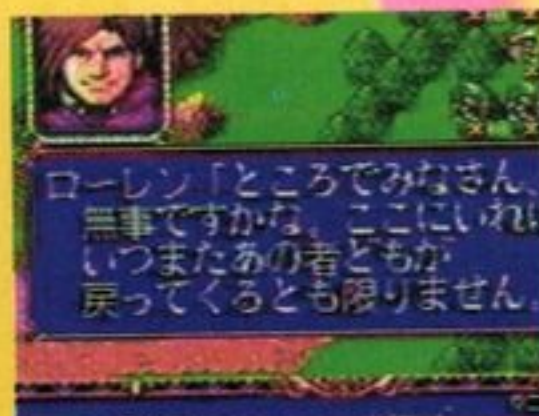 ローレン「ところでみなさん、
無事ですかな。ここにいれば
いつまたあの者どもが
戻ってくるとも限りません。